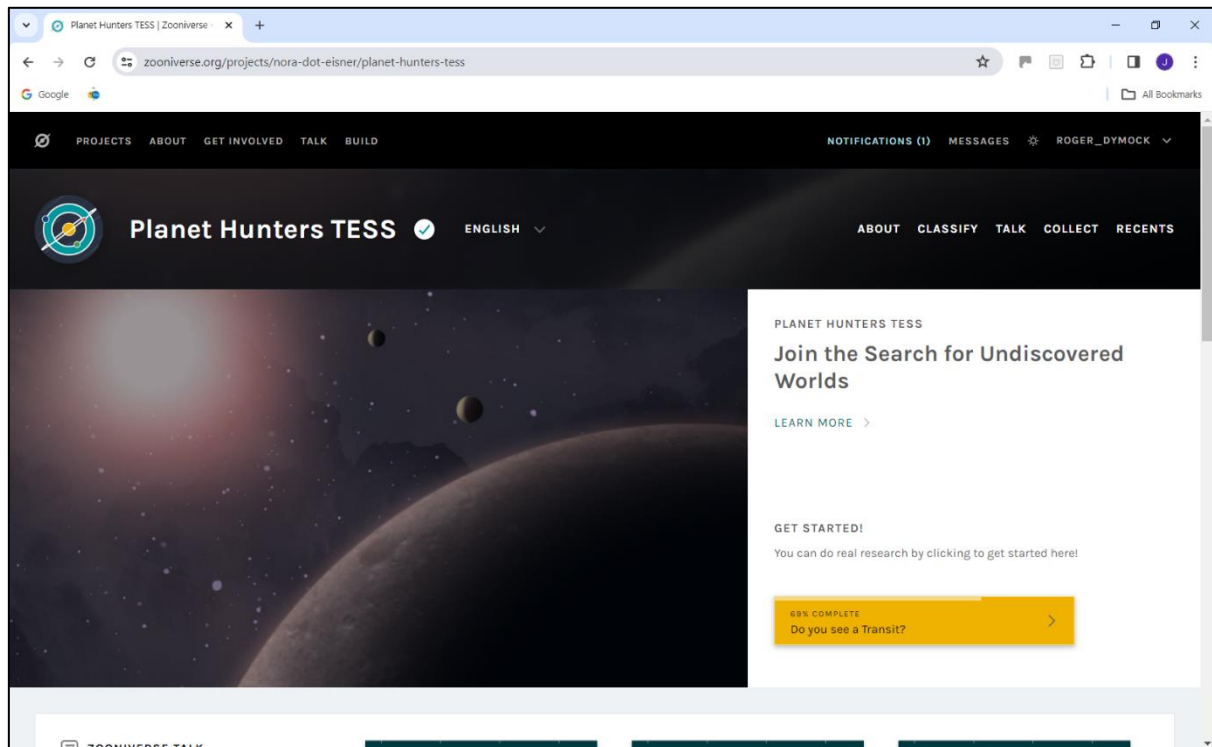 Planet Hunters TESS | Zooniverse
zooniverse.org/projects/nora-dot-eisner/planet-hunters-tess
J
Google
All Bookmarks
PROJECTS ABOUT GET INVOLVED TALK BUILD
NOTIFICATIONS (1) MESSAGES ROGER_DYMOCK
Planet Hunters TESS
ENGLISH
ABOUT CLASSIFY TALK COLLECT RECENTS
PLANET HUNTERS TESS
Join the Search for Undiscovered
Worlds
LEARN MORE
GET STARTED!
You can do real research by clicking to get started here!
69% COMPLETE
Do you see a Transit?
ZOONIVERSE TALK